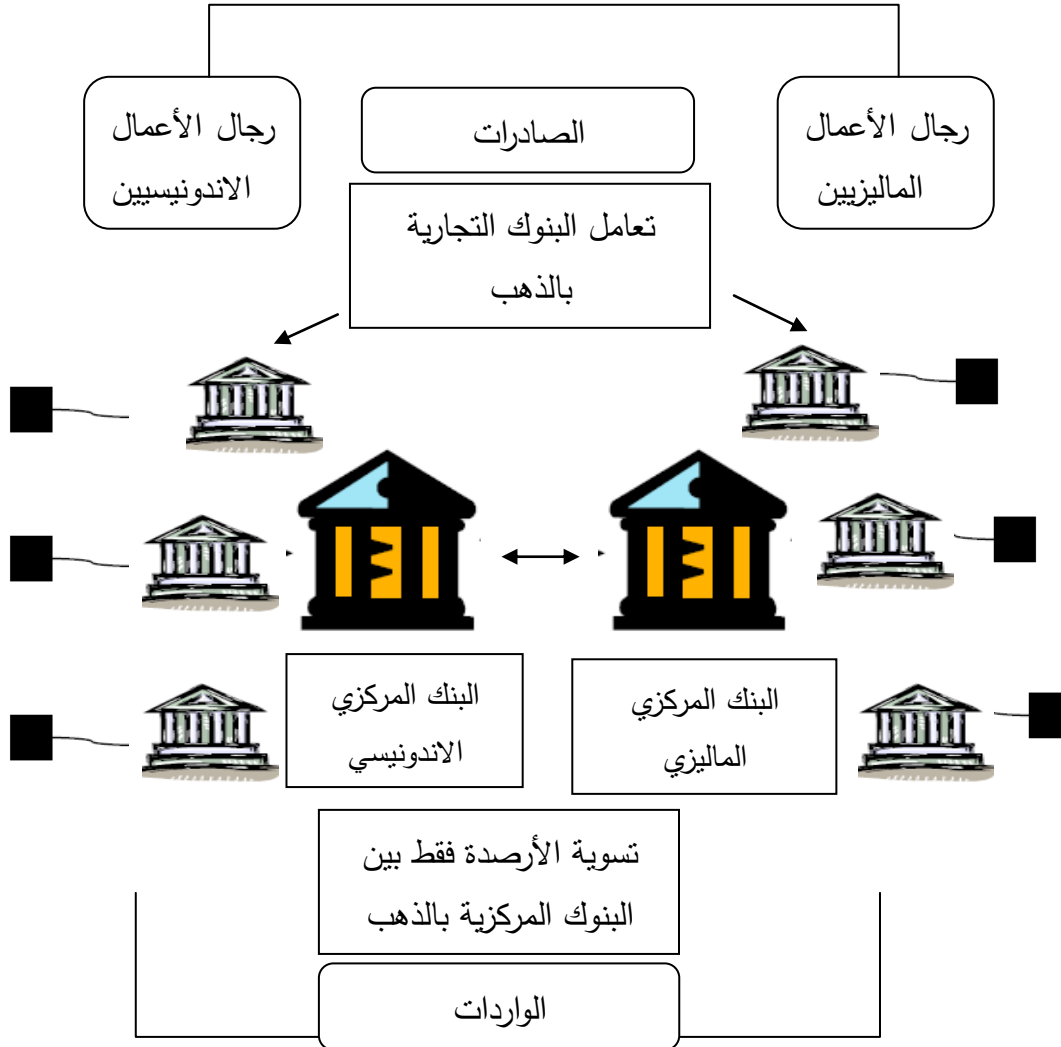 رجال الأعمال
الماليزيين
الصادرات
رجال الأعمال
الاندونيسيين
تعامل البنوك التجارية
بالذهب
البنك المركزي
الماليزي
البنك المركزي
الاندونيسي
تسوية الأرصدة فقط بين
البنوك المركزية بالذهب
الواردات